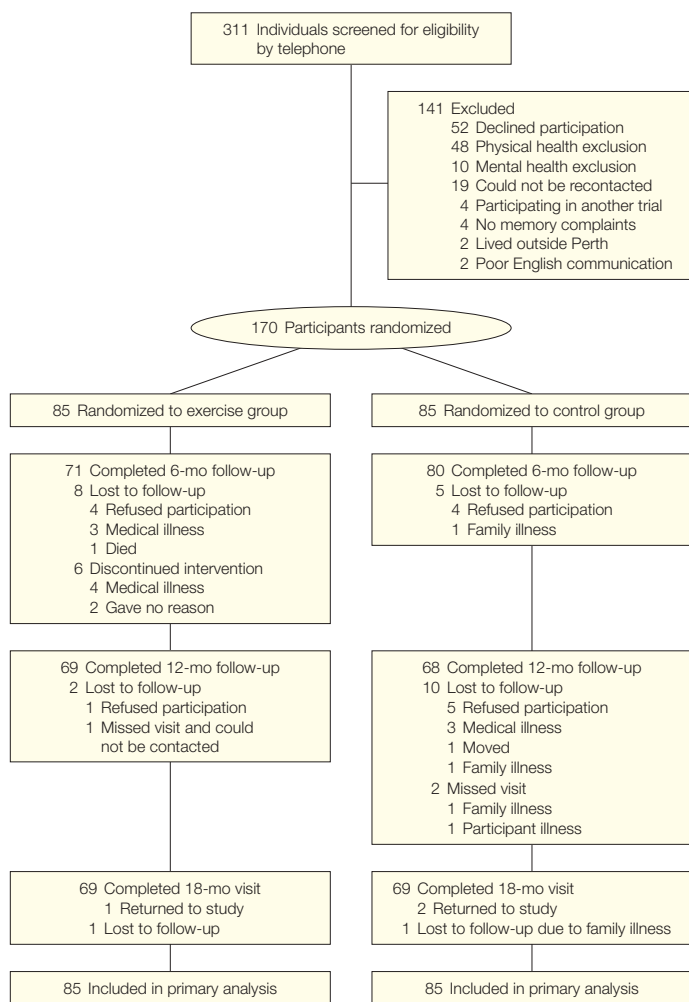 311 Individuals screened for eligibility
by telephone
141 Excluded
52 Declined participation
48 Physical health exclusion
10 Mental health exclusion
19 Could not be recontacted
4 Participating in another trial
4 No memory complaints
2 Lived outside Perth
2 Poor English communication
170 Participants randomized
85 Randomized to exercise group
85 Randomized to control group
71 Completed 6-mo follow-up
8 Lost to follow-up
4 Refused participation
3 Medical illness
1 Died
6 Discontinued intervention
4 Medical illness
2 Gave no reason
80 Completed 6-mo follow-up
5 Lost to follow-up
4 Refused participation
1 Family illness
69 Completed 12-mo follow-up
2 Lost to follow-up
1 Refused participation
1 Missed visit and could
not be contacted
68 Completed 12-mo follow-up
10 Lost to follow-up
5 Refused participation
3 Medical illness
1 Moved
1 Family illness
2 Missed visit
1 Family illness
1 Participant illness
69 Completed 18-mo visit
1 Returned to study
1 Lost to follow-up
69 Completed 18-mo visit
2 Returned to study
1 Lost to follow-up due to family illness
85 Included in primary analysis
85 Included in primary analysis